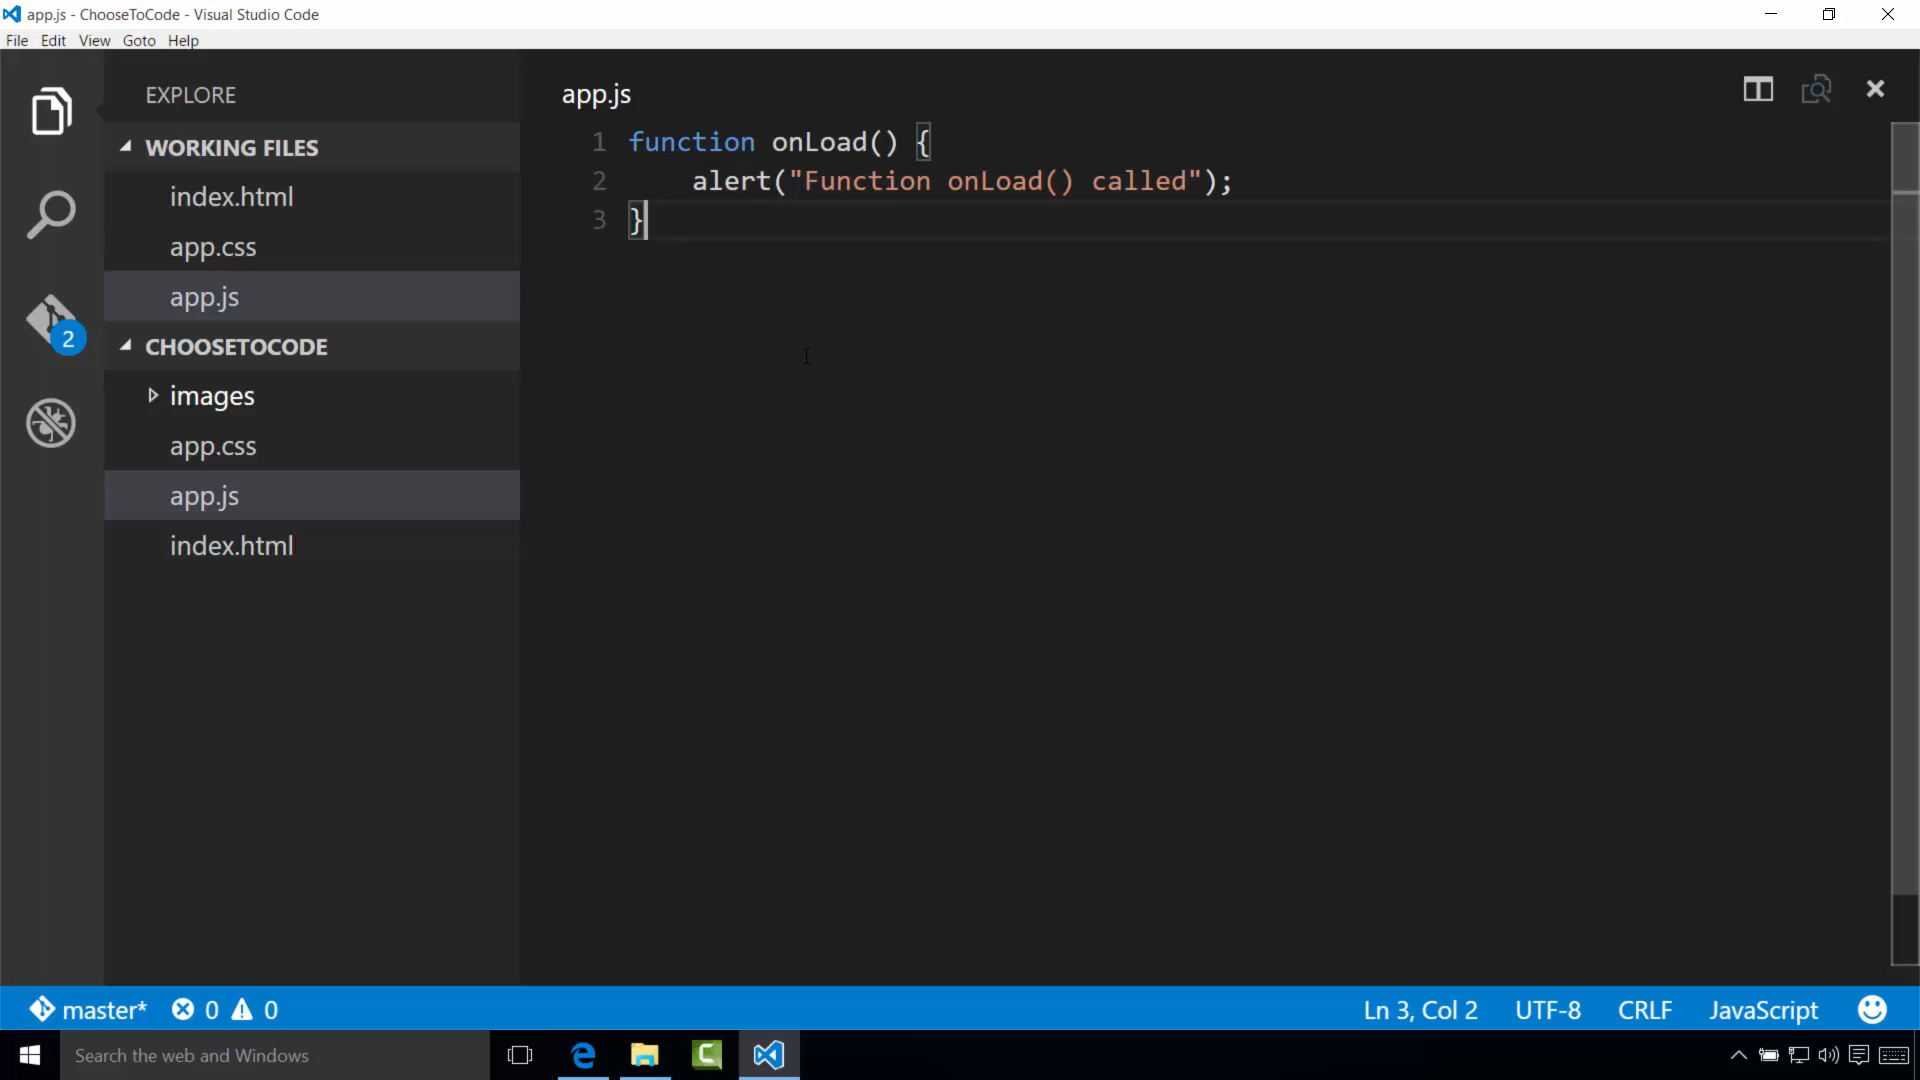 app.js - ChooseToCode - Visual Studio Code
File Edit View Goto Help
EXPLORE
WORKING FILES
index.html
app.css
app.js
2
CHOOSETOCODE
images
app.css
app.js
index.html
app.js
1 function onLoad() {
2     alert("Function onLoad() called");
3 }
master* 0 0
Ln 3, Col 2 UTF-8 CRLF JavaScript
Search the web and Windows